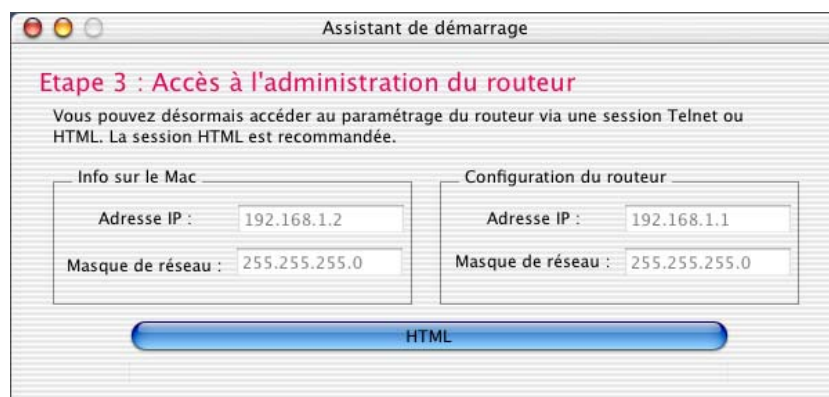 Assistant de démarrage
Etape 3 : Accès à l'administration du routeur
Vous pouvez désormais accéder au paramétrage du routeur via une session Telnet ou
HTML. La session HTML est recommandée.
Info sur le Mac
Adresse IP : 192.168.1.2
Masque de réseau : 255.255.255.0
Configuration du routeur
Adresse IP : 192.168.1.1
Masque de réseau : 255.255.255.0
HTML